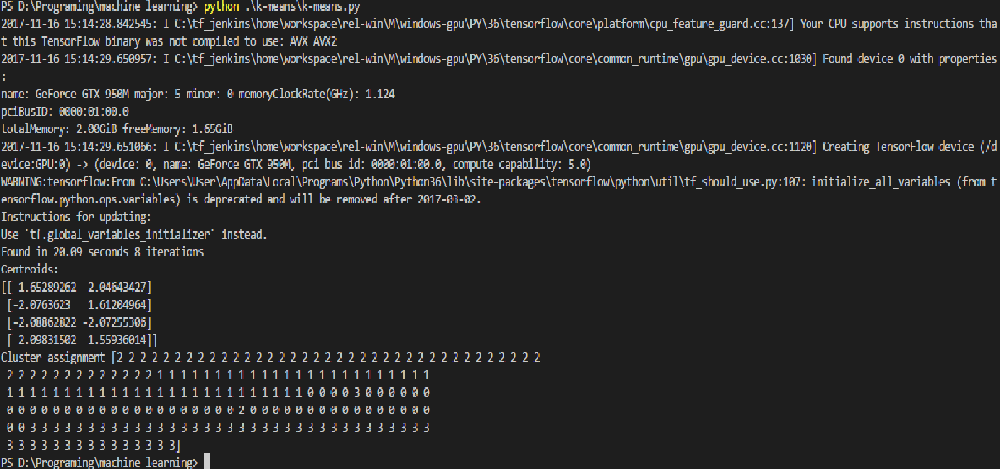 PS D:\Programing\machine learning> python .\k-means\k-means.py
2017-11-16 15:14:28.842545: I C:\tf_jenkins\home\workspace\rel-win\M\windows-gpu\PY\36\tensorflow\core\platform\cpu_feature_guard.cc:137] Your CPU supports instructions tha
t this TensorFlow binary was not compiled to use: AVX AVX2
2017-11-16 15:14:29.650957: I C:\tf_jenkins\home\workspace\rel-win\M\windows-gpu\PY\36\tensorflow\core\common_runtime\gpu\gpu_device.cc:1030] Found device 0 with properties
:
name: GeForce GTX 950M major: 5 minor: 0 memoryClockRate(GHz): 1.124
pciBusID: 0000:01:00.0
totalMemory: 2.00GiB freeMemory: 1.65GiB
2017-11-16 15:14:29.651066: I C:\tf_jenkins\home\workspace\rel-win\M\windows-gpu\PY\36\tensorflow\core\common_runtime\gpu\gpu_device.cc:1120] Creating TensorFlow device (/d
evice:GPU:0) -> (device: 0, name: GeForce GTX 950M, pci bus id: 0000:01:00.0, compute capability: 5.0)
WARNING:tensorflow:From C:\Users\User\AppData\Local\Programs\Python\Python36\lib\site-packages\tensorflow\python\util\tf_should_use.py:107: initialize_all_variables (from t
ensorflow.python.ops.variables) is deprecated and will be removed after 2017-03-02.
Instructions for updating:
Use `tf.global_variables_initializer` instead.
Found in 20.09 seconds 8 iterations
Centroids:
[[ 1.65289262 -2.04643427]
[-2.0763623   1.61204964]
[-2.08862822 -2.07255306]
[ 2.09831502  1.55936014]]
Cluster assignment [2 2 2 2 2 2 2 2 2 2 2 2 2 2 2 2 2 2 2 2 2 2 2 2 2 2 2 2 2 2 2 2 2 2 2 2 2
2 2 2 2 2 2 2 2 2 2 2 2 2 1 1 1 1 1 1 1 1 1 1 1 1 1 1 1 1 1 1 1 1 1 1 1 1
1 1 1 1 1 1 1 1 1 1 1 1 1 1 1 1 1 1 1 1 1 1 1 1 1 1 0 0 0 0 3 0 0 0 0 0 0
0 0 0 0 0 0 0 0 0 0 0 0 0 0 0 0 0 0 0 0 2 0 0 0 0 0 0 0 0 0 0 0 0 0 0 0 0
0 0 3 3 3 3 3 3 3 3 3 3 3 3 3 3 3 3 3 3 3 3 3 3 3 3 3 3 3 3 3 3 3 3 3 3 3
3 3 3 3 3 3 3 3 3 3 3 3 3 3 3]
PS D:\Programing\machine learning>